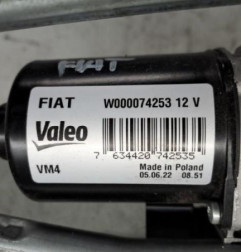 FIAT
FIAT W000074253 12 V
Valeo
7 634420 742535
VM4 Made in Poland
05.06.22 08.51